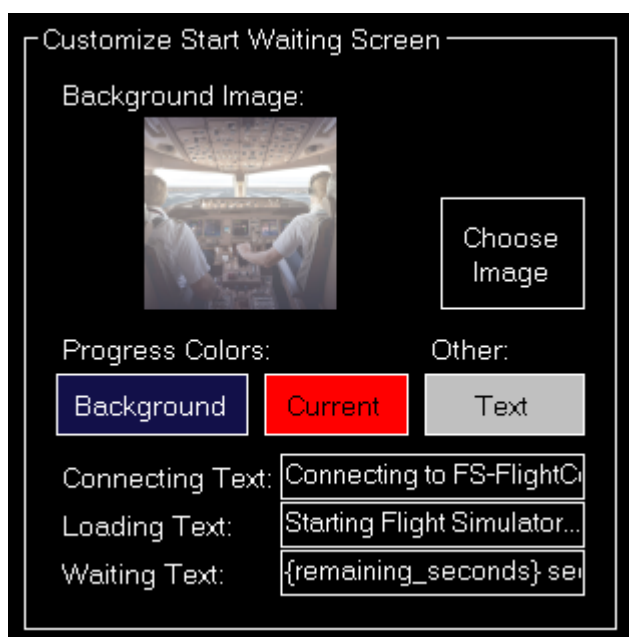 Customize Start Waiting Screen
Background Image:
Choose
Image
Progress Colors:
Other:
Background
Current
Text
Connecting Text:
Connecting to FS-FlightC
Loading Text:
Starting Flight Simulator...
Waiting Text:
{remaining_seconds} se